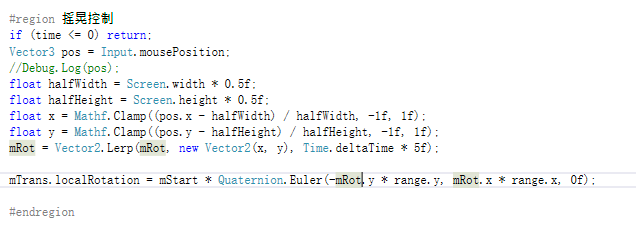 #region 摇晃控制
if (time <= 0) return;
Vector3 pos = Input.mousePosition;
//Debug.Log(pos);
float halfWidth = Screen.width * 0.5f;
float halfHeight = Screen.height * 0.5f;
float x = Mathf.Clamp((pos.x - halfWidth) / halfWidth, -1f, 1f);
float y = Mathf.Clamp((pos.y - halfHeight) / halfHeight, -1f, 1f);
mRot = Vector2.Lerp(mRot, new Vector2(x, y), Time.deltaTime * 5f);
mTrans.localRotation = mStart * Quaternion.Euler(-mRot.y * range.y, mRot.x * range.x, 0f);
#endregion